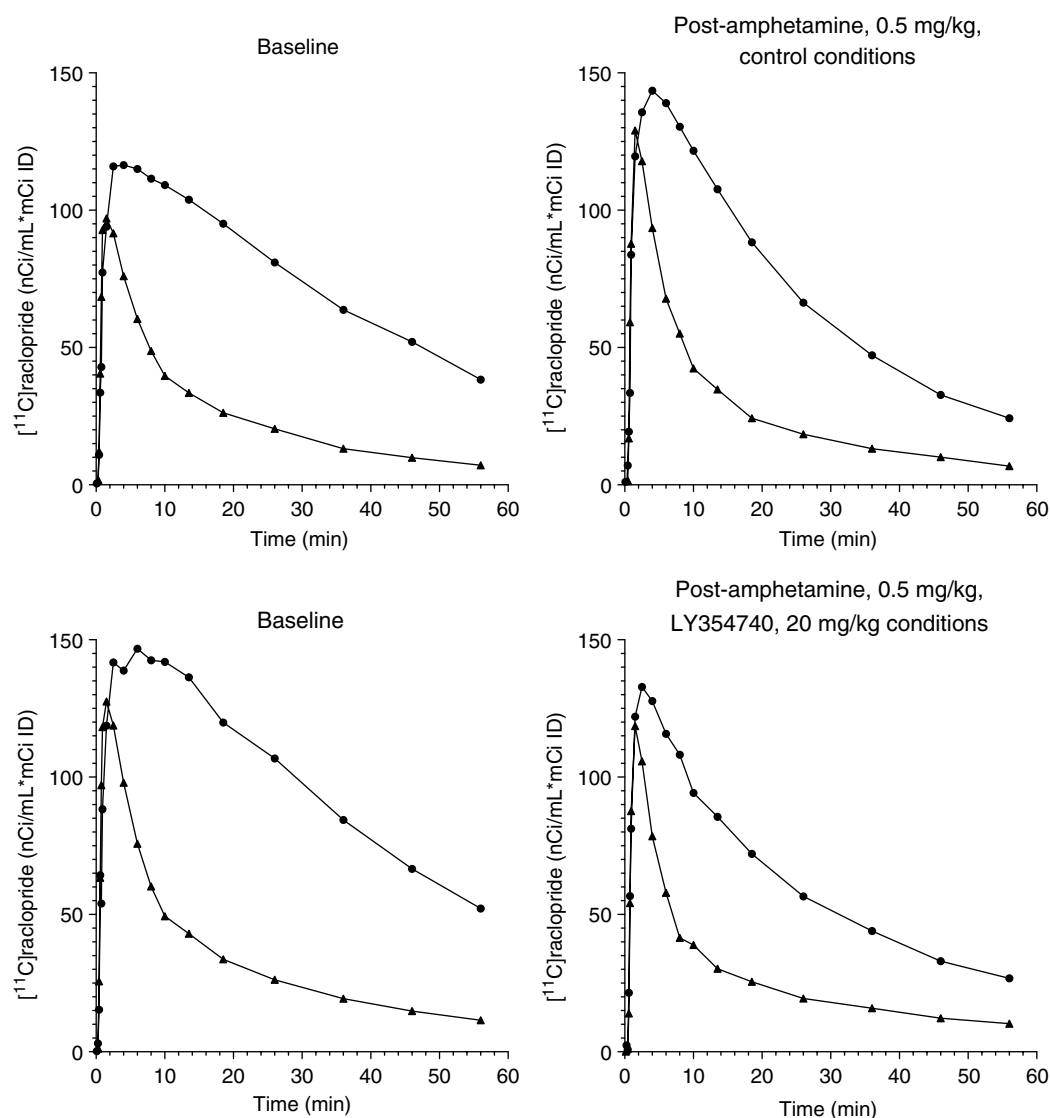 Baseline
150
100
50
0
[¹¹C]raclopride (nCi/mL*mCi ID)
0 10 20 30 40 50 60
Time (min)
Post-amphetamine, 0.5 mg/kg,
control conditions
150
100
50
0
[¹¹C]raclopride (nCi/mL*mCi ID)
0 10 20 30 40 50 60
Time (min)
Baseline
150
100
50
0
[¹¹C]raclopride (nCi/mL*mCi ID)
0 10 20 30 40 50 60
Time (min)
Post-amphetamine, 0.5 mg/kg,
LY354740, 20 mg/kg conditions
150
100
50
0
[¹¹C]raclopride (nCi/mL*mCi ID)
0 10 20 30 40 50 60
Time (min)